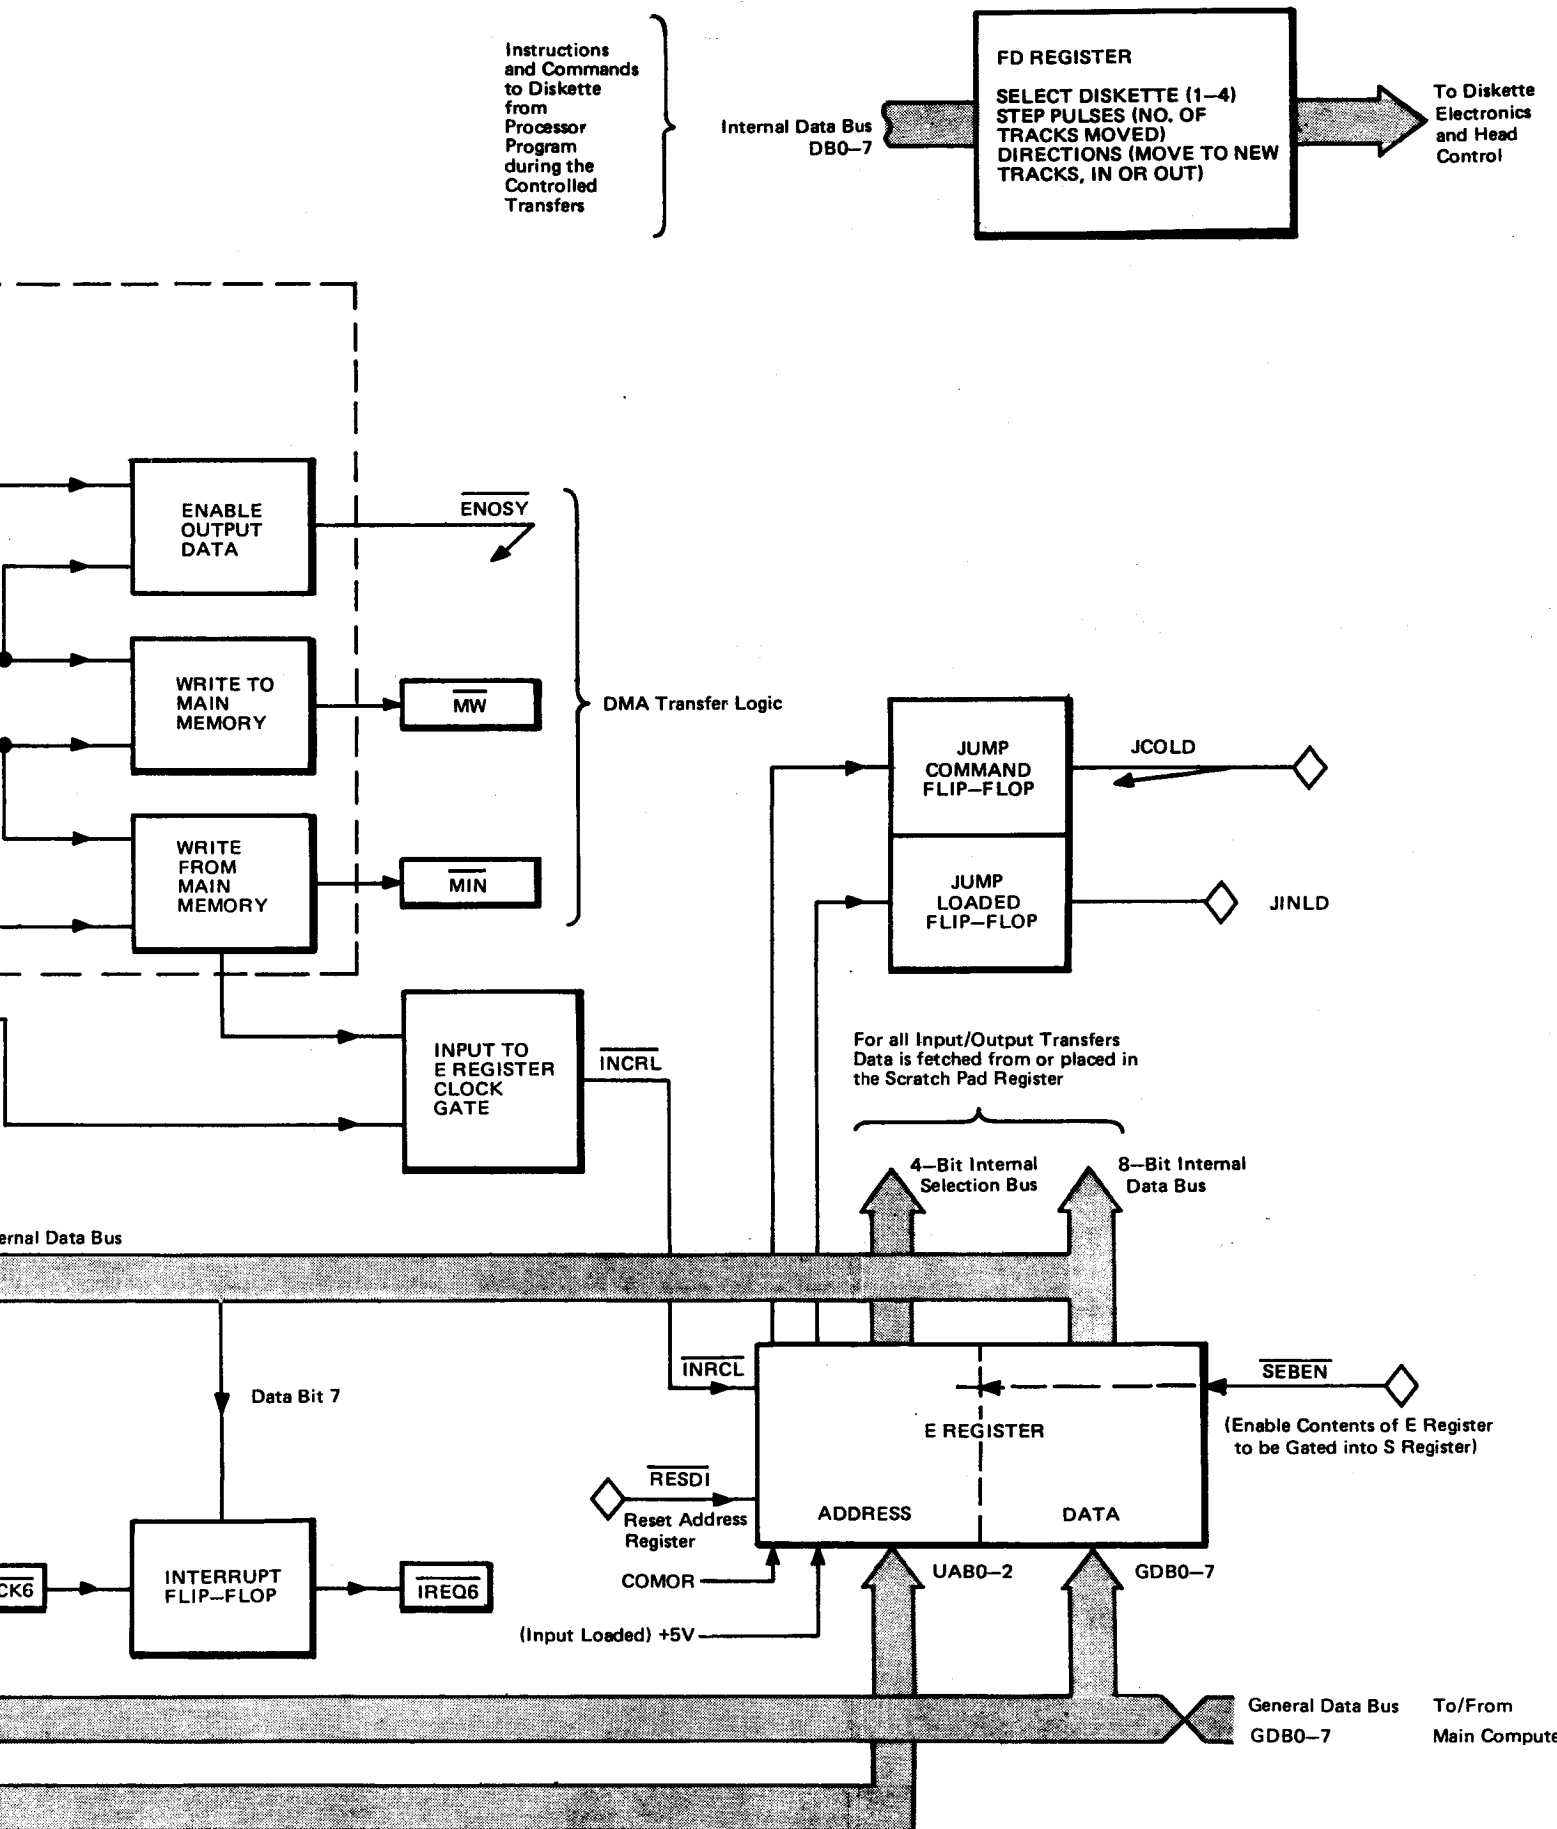 Instructions
and Commands
to Diskette
from
Processor
Program
during the
Controlled
Transfers
Internal Data Bus
DB0–7
FD REGISTER
SELECT DISKETTE (1–4)
STEP PULSES (NO. OF
TRACKS MOVED)
DIRECTIONS (MOVE TO NEW
TRACKS, IN OR OUT)
To Diskette
Electronics
and Head
Control
ENABLE
OUTPUT
DATA
ENOSY
WRITE TO
MAIN
MEMORY
MW
DMA Transfer Logic
WRITE
FROM
MAIN
MEMORY
MIN
JUMP
COMMAND
FLIP–FLOP
JCOLD
JUMP
LOADED
FLIP–FLOP
JINLD
INPUT TO
E REGISTER
CLOCK
GATE
INCRL
For all Input/Output Transfers
Data is fetched from or placed in
the Scratch Pad Register
4–Bit Internal
Selection Bus
8–Bit Internal
Data Bus
ernal Data Bus
Data Bit 7
INRCL
SEBEN
(Enable Contents of E Register
to be Gated into S Register)
E REGISTER
RESDI
Reset Address
Register
ADDRESS
DATA
CK6
INTERRUPT
FLIP–FLOP
IREQ6
COMOR
UAB0–2
GDB0–7
(Input Loaded) +5V
General Data Bus
GDB0–7
To/From
Main Compute